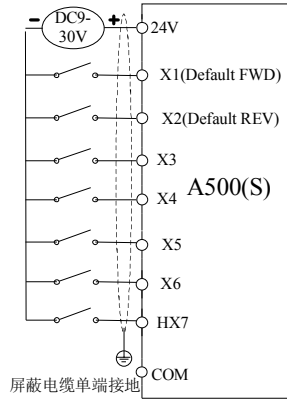 DC9-
30V
− +
24V
X1(Default FWD)
X2(Default REV)
X3
A500(S)
X4
X5
X6
HX7
COM
屏蔽电缆单端接地